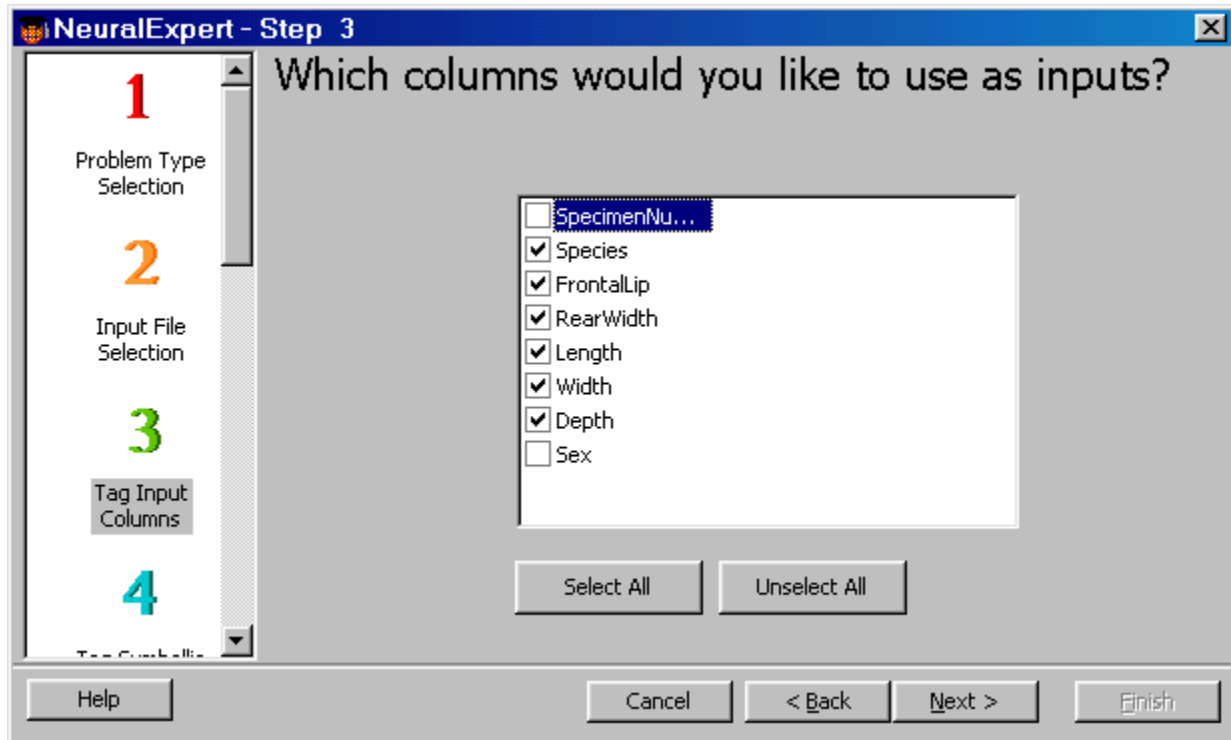 NeuralExpert - Step 3
1
Problem Type
Selection
2
Input File
Selection
3
Tag Input
Columns
4
Which columns would you like to use as inputs?
SpecimenNu...
Species
FrontalLip
RearWidth
Length
Width
Depth
Sex
Select All
Unselect All
Help
Cancel
< Back
Next >
Finish